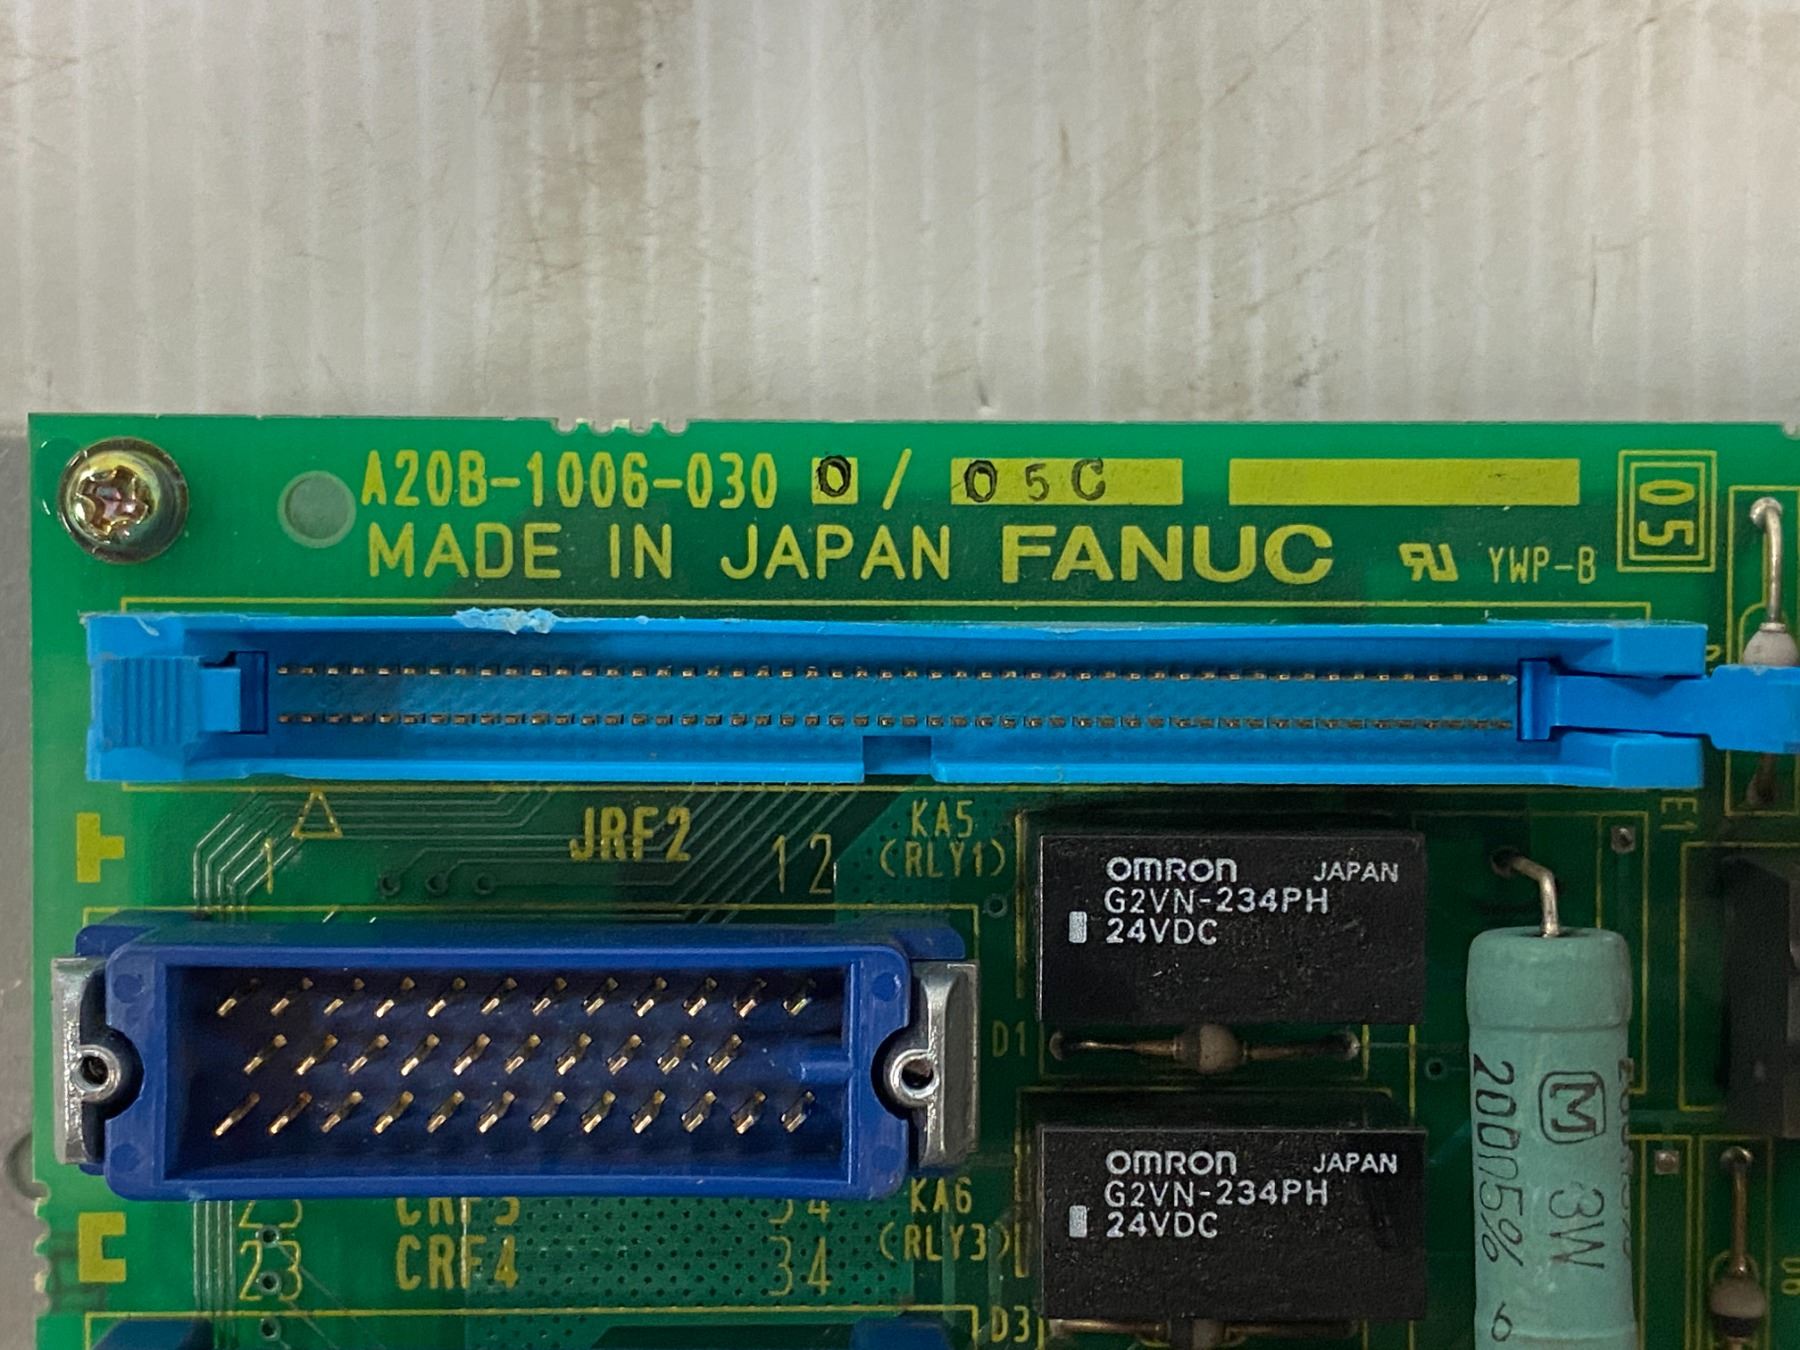 A20B-1006-030 0 / 05C
05
MADE IN JAPAN FANUC YWP-B
E1
JRF2
1 12
KA5
(RLY1)
OMRON JAPAN
G2VN-234PH
24VDC
D1
M 3W
200Ω5%
OMRON JAPAN
G2VN-234PH
24VDC
KA6
(RLY3)
23 CRF4 34
D3